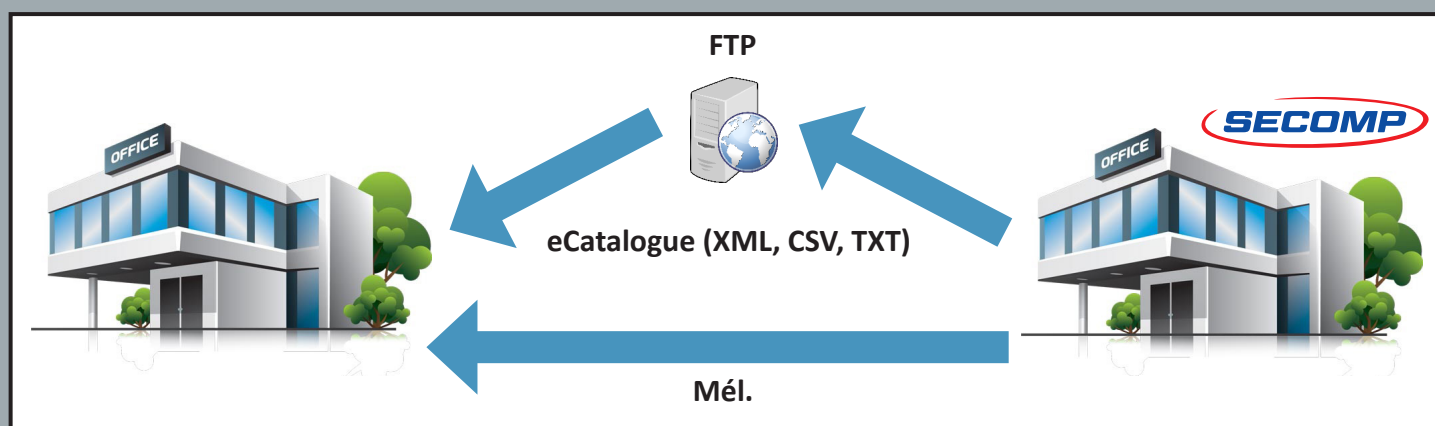 FTP
SECOMP
OFFICE
OFFICE
eCatalogue (XML, CSV, TXT)
Mél.